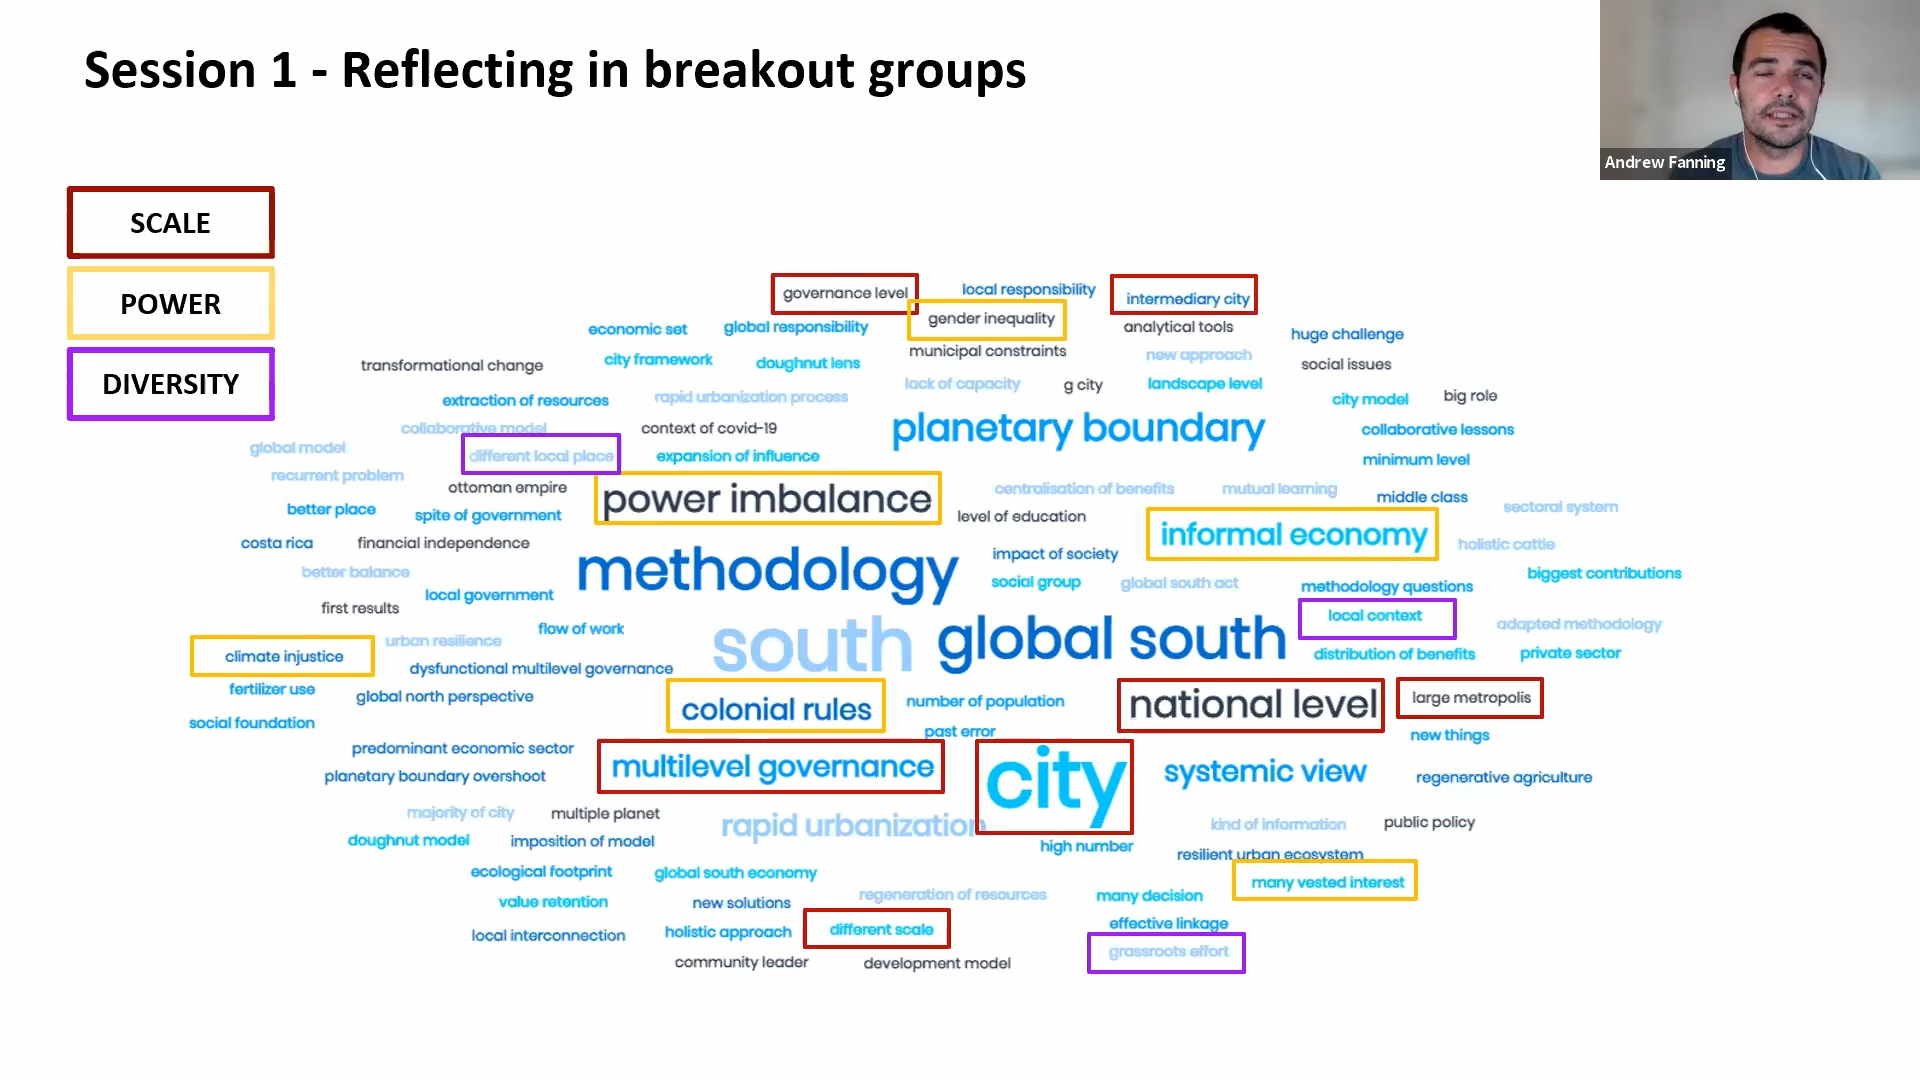 Session 1 - Reflecting in breakout groups
Andrew Fanning
SCALE
POWER
DIVERSITY
governance level
local responsibility
intermediary city
gender inequality
economic set
global responsibility
analytical tools
huge challenge
transformational change
city framework
doughnut lens
municipal constraints
new approach
social issues
lack of capacity
g city
landscape level
extraction of resources
rapid urbanization process
city model
big role
collaborative model
context of covid-19
planetary boundary
collaborative lessons
global model
different local place
expansion of influence
minimum level
recurrent problem
ottoman empire
power imbalance
centralisation of benefits
mutual learning
middle class
sectoral system
better place
spite of government
level of education
informal economy
costa rica
financial independence
methodology
impact of society
holistic cattle
better balance
local government
social group
global south act
methodology questions
biggest contributions
first results
flow of work
south
global south
local context
adapted methodology
climate injustice
urban resilience
dysfunctional multilevel governance
distribution of benefits
private sector
fertilizer use
global north perspective
colonial rules
number of population
national level
large metropolis
social foundation
past error
new things
predominant economic sector
multilevel governance
city
systemic view
planetary boundary overshoot
regenerative agriculture
majority of city
multiple planet
rapid urbanization
kind of information
public policy
doughnut model
imposition of model
high number
resilient urban ecosystem
ecological footprint
global south economy
regeneration of resources
many decision
many vested interest
value retention
new solutions
effective linkage
local interconnection
holistic approach
different scale
grassroots effort
community leader
development model